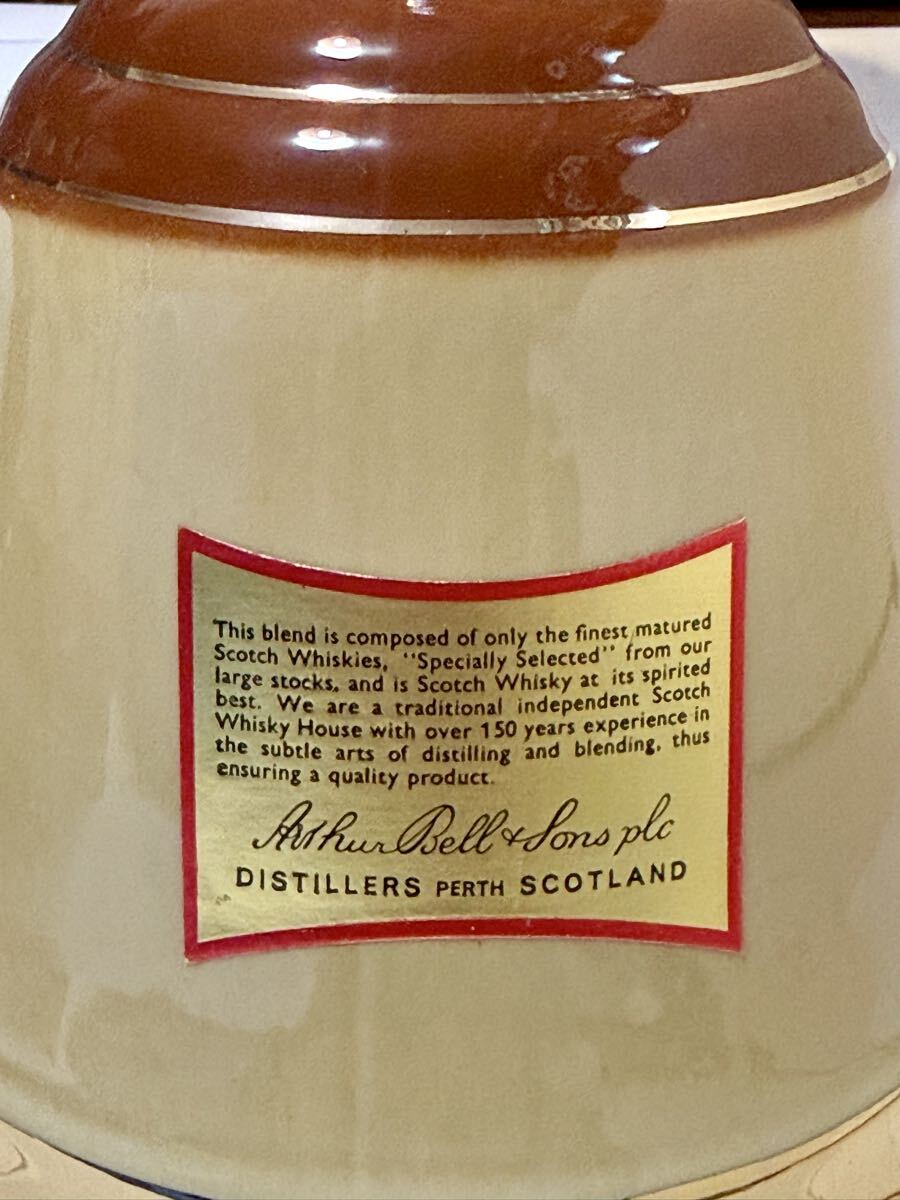 This blend is composed of only the finest matured
Scotch Whiskies, "Specially Selected" from our
large stocks, and is Scotch Whisky at its spirited
best. We are a traditional independent Scotch
Whisky House with over 150 years experience in
the subtle arts of distilling and blending, thus
ensuring a quality product.
Arthur Bell & Sons plc
DISTILLERS PERTH SCOTLAND